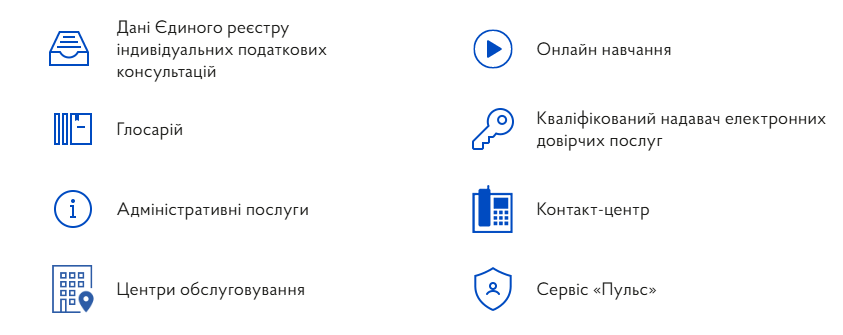 Дані Єдиного реєстру
індивідуальних податкових
консультацій
Онлайн навчання
Глосарій
Кваліфікований надавач електронних
довірчих послуг
Адміністративні послуги
Контакт-центр
Центри обслуговування
Сервіс «Пульс»